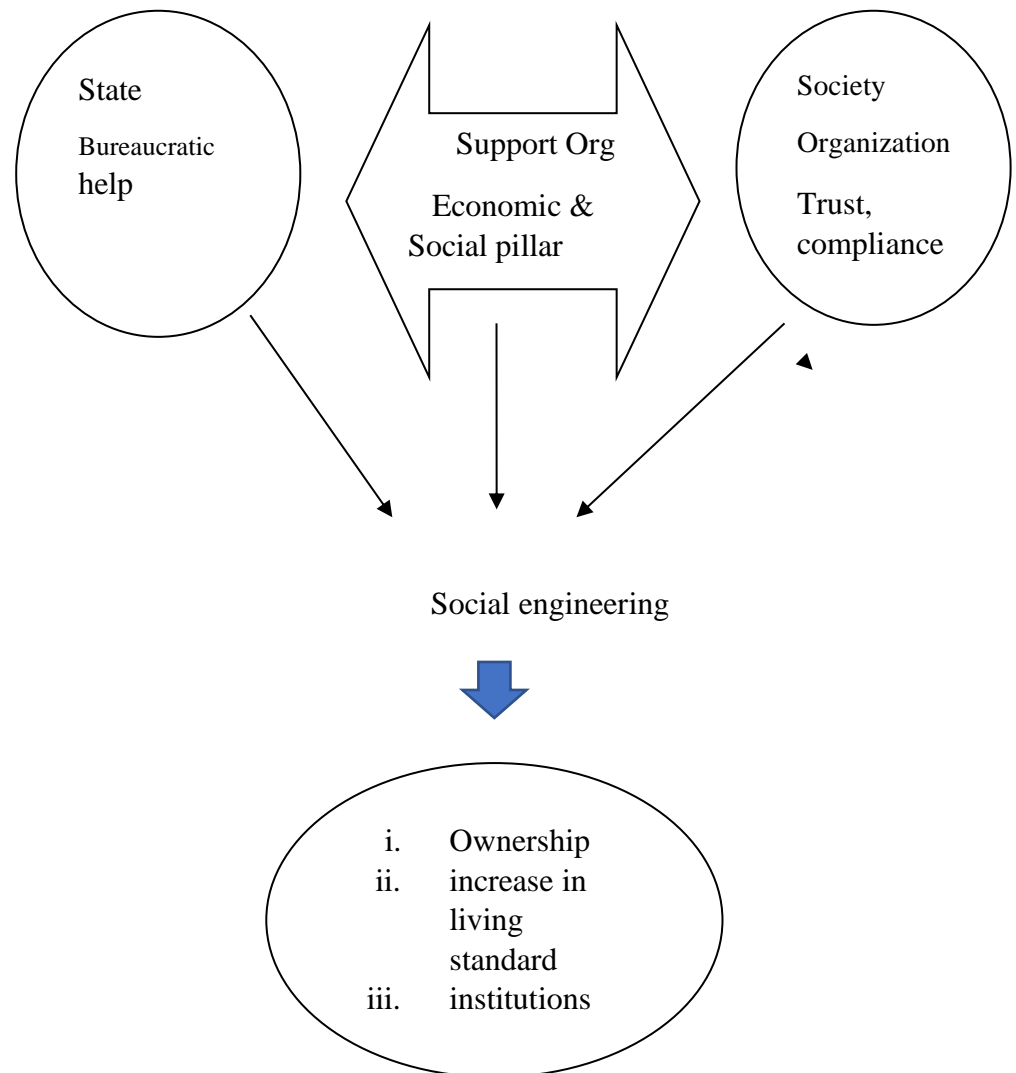 State
Bureaucratic
help
Support Org
Economic &
Social pillar
Society
Organization
Trust,
compliance
Social engineering
i. Ownership
ii. increase in
living
standard
iii. institutions